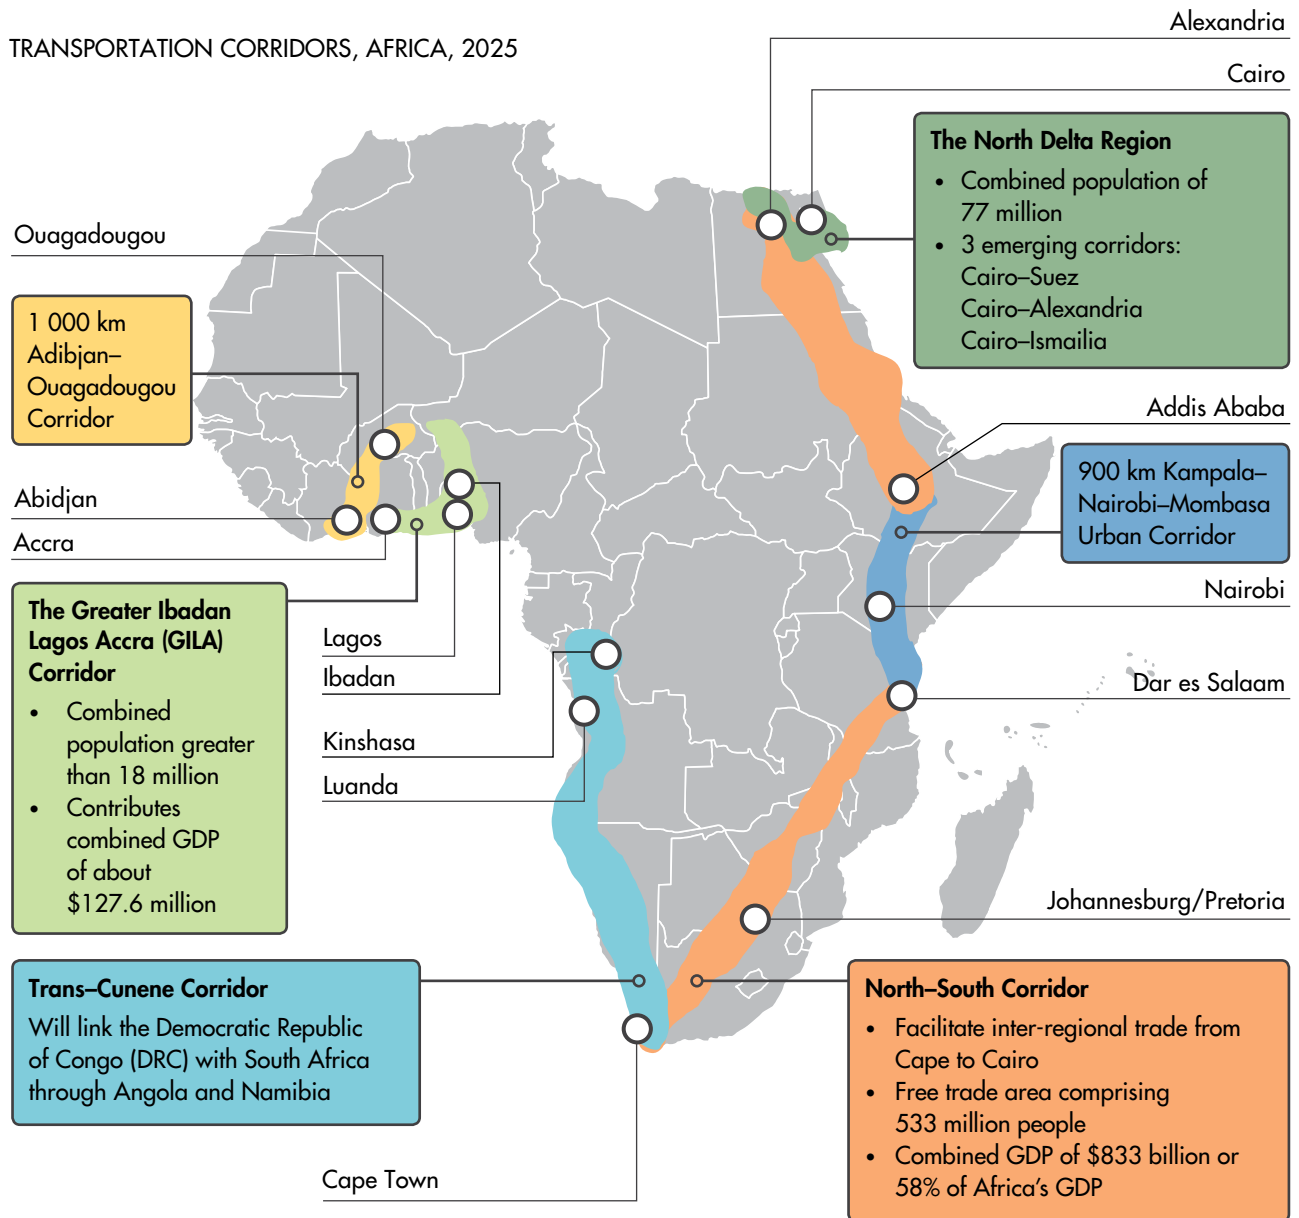 TRANSPORTATION CORRIDORS, AFRICA, 2025
Alexandria
Cairo
The North Delta Region
• Combined population of
77 million
• 3 emerging corridors:
Cairo–Suez
Cairo–Alexandria
Cairo–Ismailia
Ouagadougou
1 000 km
Adibjan–
Ouagadougou
Corridor
Addis Ababa
900 km Kampala–
Nairobi–Mombasa
Urban Corridor
Abidjan
Accra
Nairobi
The Greater Ibadan
Lagos Accra (GILA)
Corridor
• Combined
population greater
than 18 million
• Contributes
combined GDP
of about
$127.6 million
Lagos
Ibadan
Dar es Salaam
Kinshasa
Luanda
Johannesburg/Pretoria
Trans–Cunene Corridor
Will link the Democratic Republic
of Congo (DRC) with South Africa
through Angola and Namibia
North–South Corridor
• Facilitate inter-regional trade from
Cape to Cairo
• Free trade area comprising
533 million people
• Combined GDP of $833 billion or
58% of Africa's GDP
Cape Town